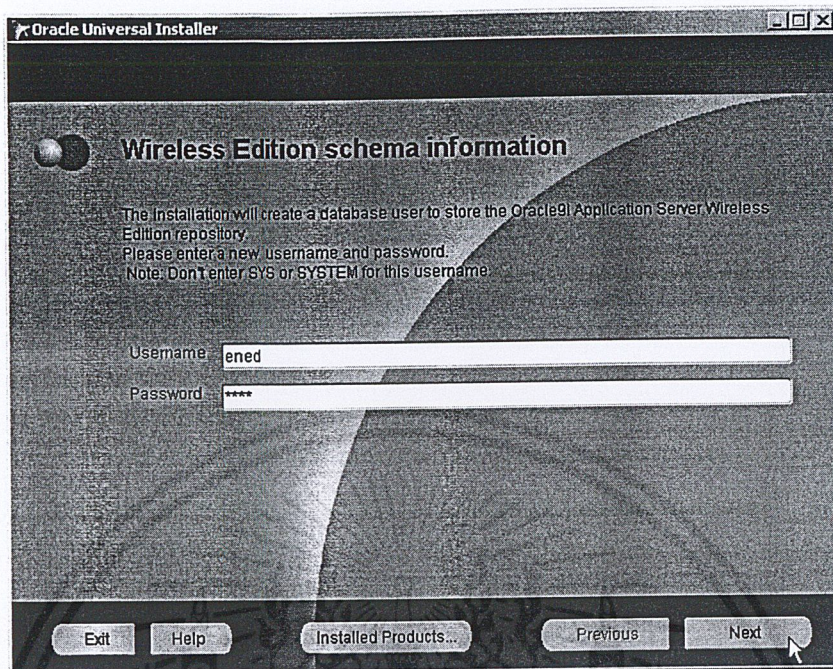 Oracle Universal Installer
Wireless Edition schema information
The Installation will create a database user to store the Oracle9i Application Server Wireless
Edition repository.
Please enter a new username and password.
Note: Don't enter SYS or SYSTEM for this username.
Username ened
Password ****
Exit Help Installed Products... Previous Next